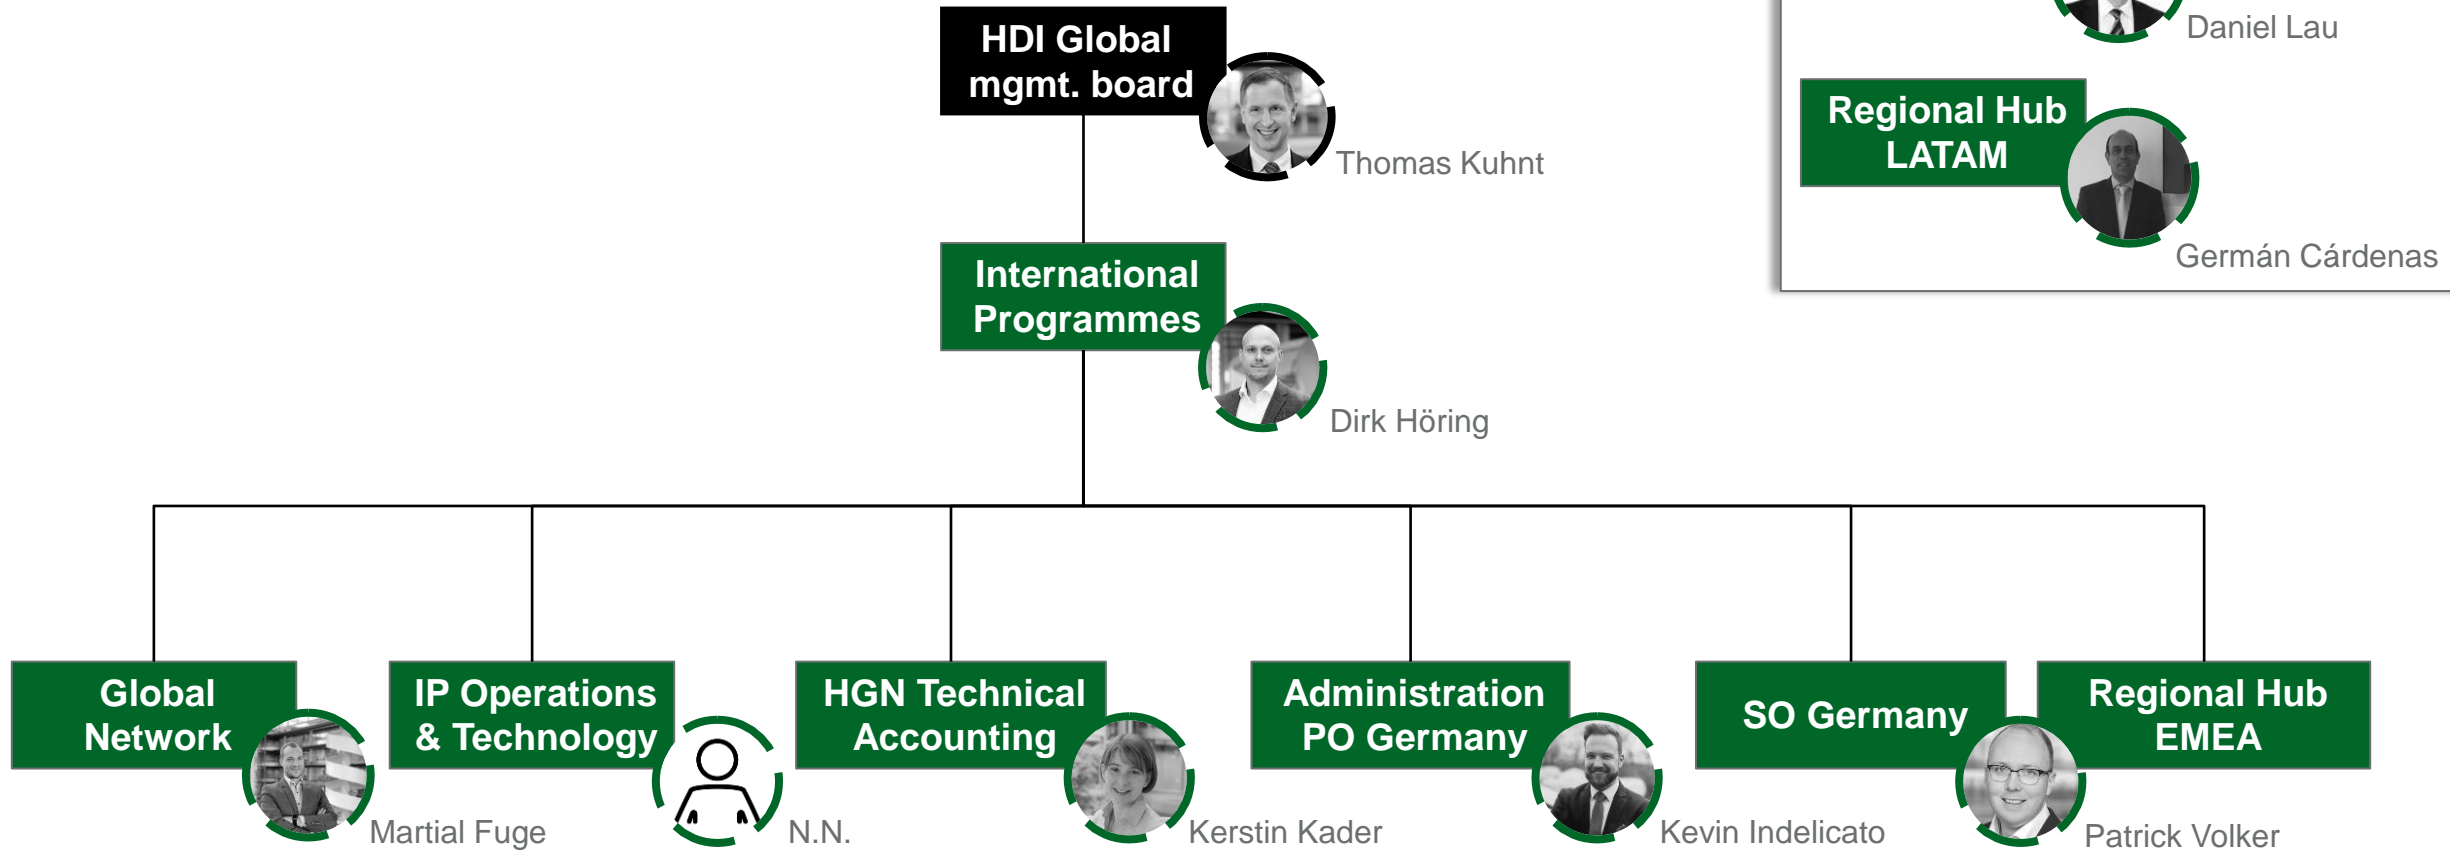 HDI Global
mgmt. board
Thomas Kuhnt
Daniel Lau
Regional Hub
LATAM
Germán Cárdenas
International
Programmes
Dirk Höring
Global
Network
Martial Fuge
IP Operations
& Technology
N.N.
HGN Technical
Accounting
Kerstin Kader
Administration
PO Germany
Kevin Indelicato
SO Germany
Patrick Volker
Regional Hub
EMEA